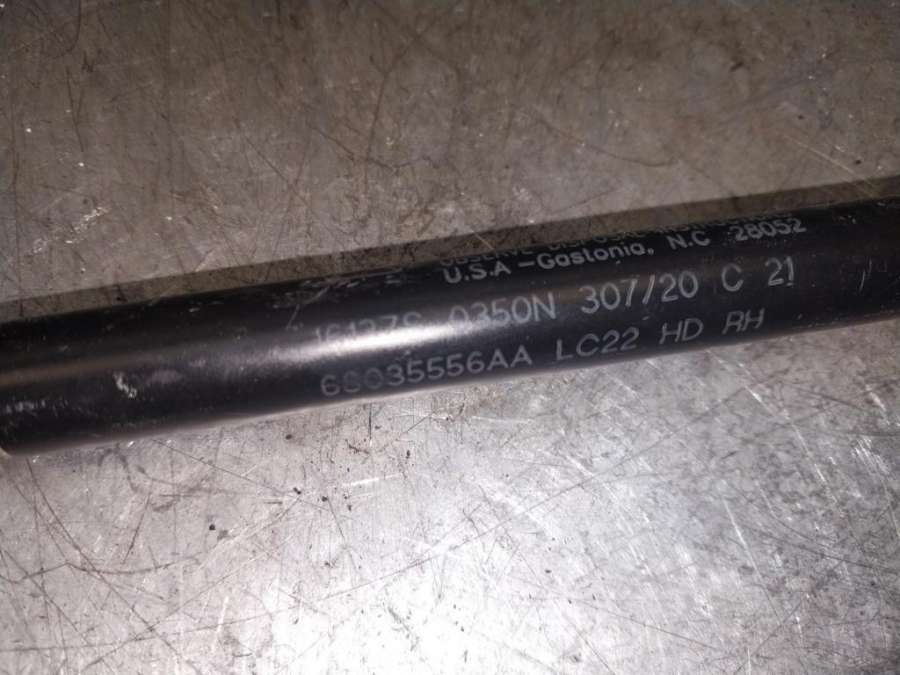 U.S.A -Gastonia, N.C 28052
0350N 307/20 C 21
68035556AA LC22 HD RH